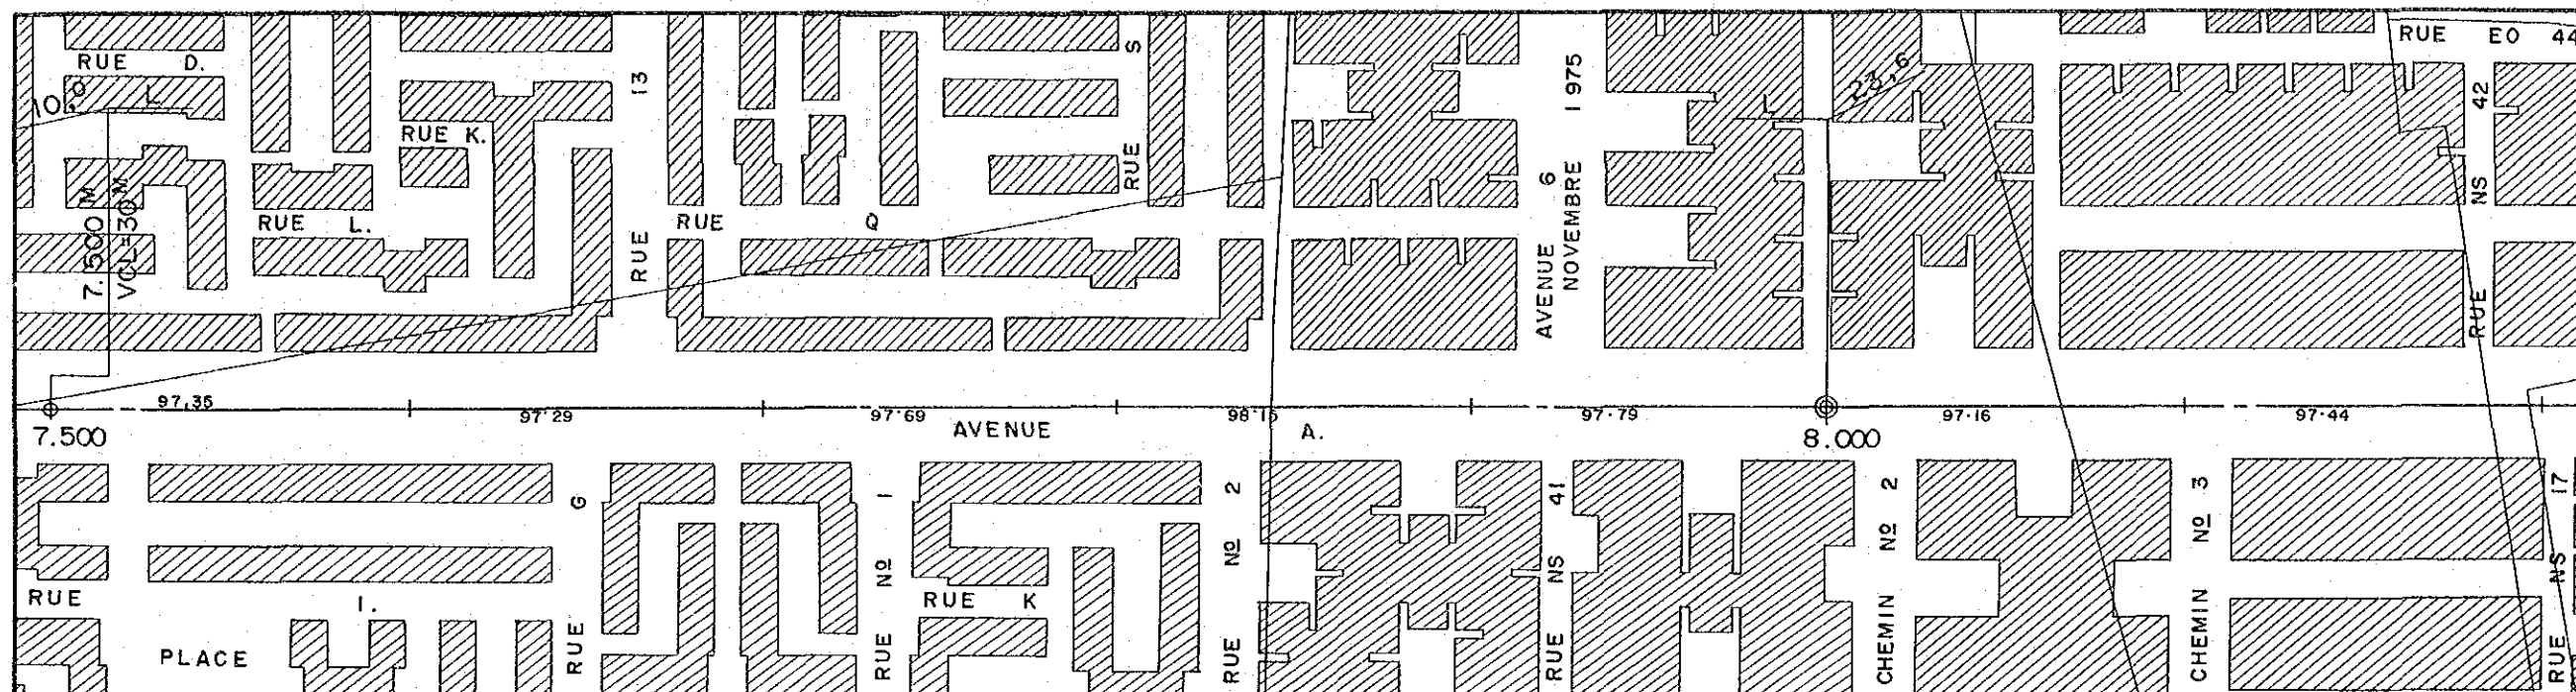 RUE D.
10,0
L
RUE K.
RUE L.
7.500 M
VCL=30 M
RUE 13
RUE Q
RUE S
AVENUE 6
NOVEMBRE 1975
L
23,6
RUE EO 44
RUE NS 42
97.35
97.29
97.69
98.15
97.79
97.16
97.44
7.500
AVENUE A.
8.000
RUE I.
PLACE
RUE G
RUE Nº 1
RUE K
RUE Nº 2
RUE NS 41
CHEMIN Nº 2
CHEMIN Nº 3
RUE NS 17